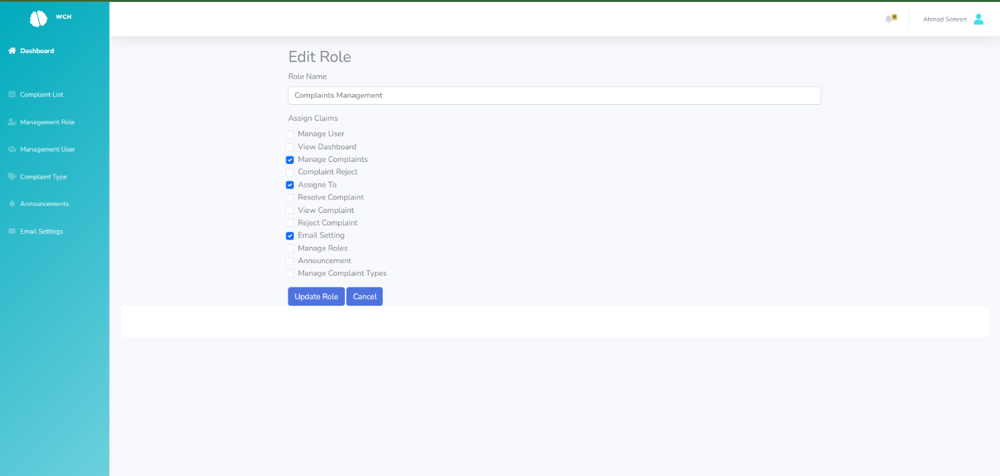 WCH
0
Ahmad Semren
Dashboard
Complaint List
Management Role
Management User
Complaint Type
Announcements
Email Settings
Edit Role
Role Name
Complaints Management
Assign Claims
Manage User
View Dashboard
Manage Complaints
Complaint Reject
Assigne To
Resolve Complaint
View Complaint
Reject Complaint
Email Setting
Manage Roles
Announcement
Manage Complaint Types
Update Role Cancel